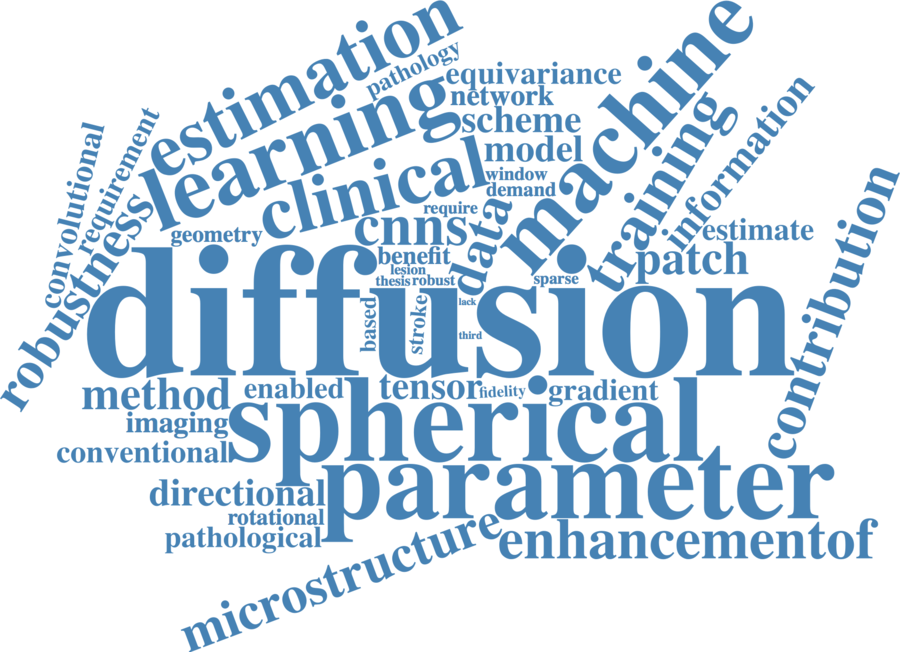 estimation
pathology
machine
learning
equivariance
network
scheme
model
window
demand
clinical
training
information
convolutional
requirement
robustness
require
data
geometry
cnns
benefit
lesion
thesis
robust
sparse
estimate
patch
contribution
diffusion
based
stroke
lack
third
method
enabled
tensor
fidelity
gradient
imaging
spherical
conventional
parameter
directional
rotational
pathological
microstructure
enhancementof